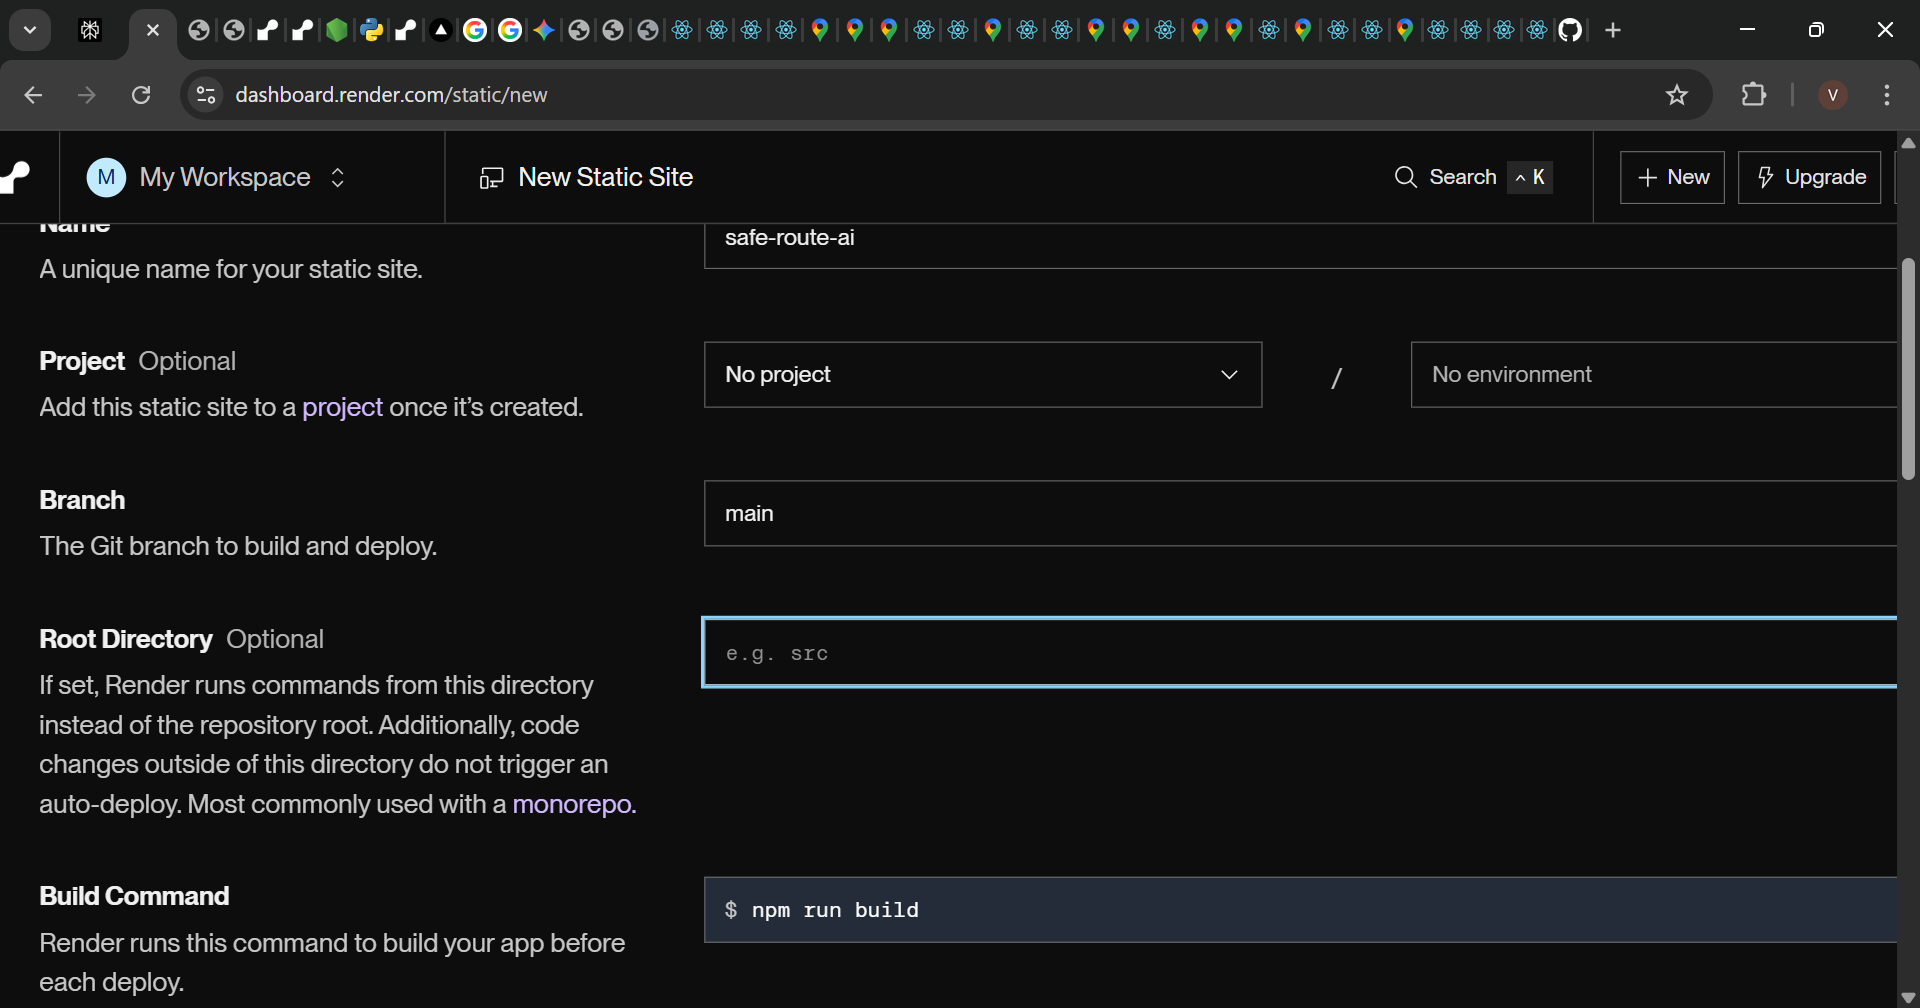 dashboard.render.com/static/new
V
M My Workspace
New Static Site
Search ^ K
+ New
Upgrade
Name
safe-route-ai
A unique name for your static site.
Project Optional
No project
/
No environment
Add this static site to a project once it's created.
Branch
main
The Git branch to build and deploy.
Root Directory Optional
e.g. src
If set, Render runs commands from this directory
instead of the repository root. Additionally, code
changes outside of this directory do not trigger an
auto-deploy. Most commonly used with a monorepo.
Build Command
$ npm run build
Render runs this command to build your app before
each deploy.